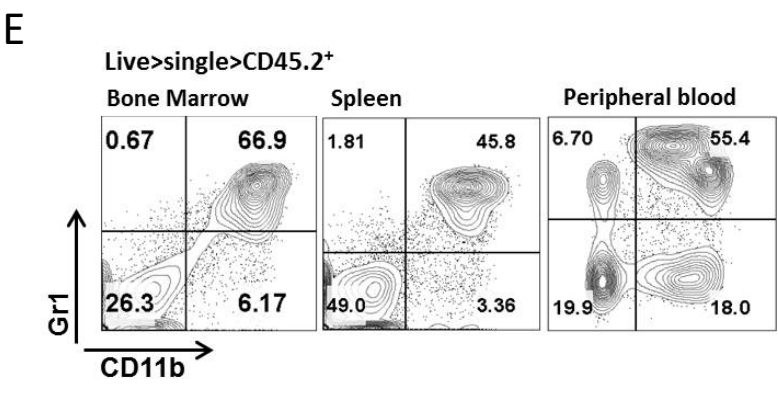 E
Live>single>CD45.2+
Bone Marrow
Spleen
Peripheral blood
0.67 66.9
1.81 45.8
6.70 55.4
26.3 6.17
49.0 3.36
19.9 18.0
Gr1
CD11b